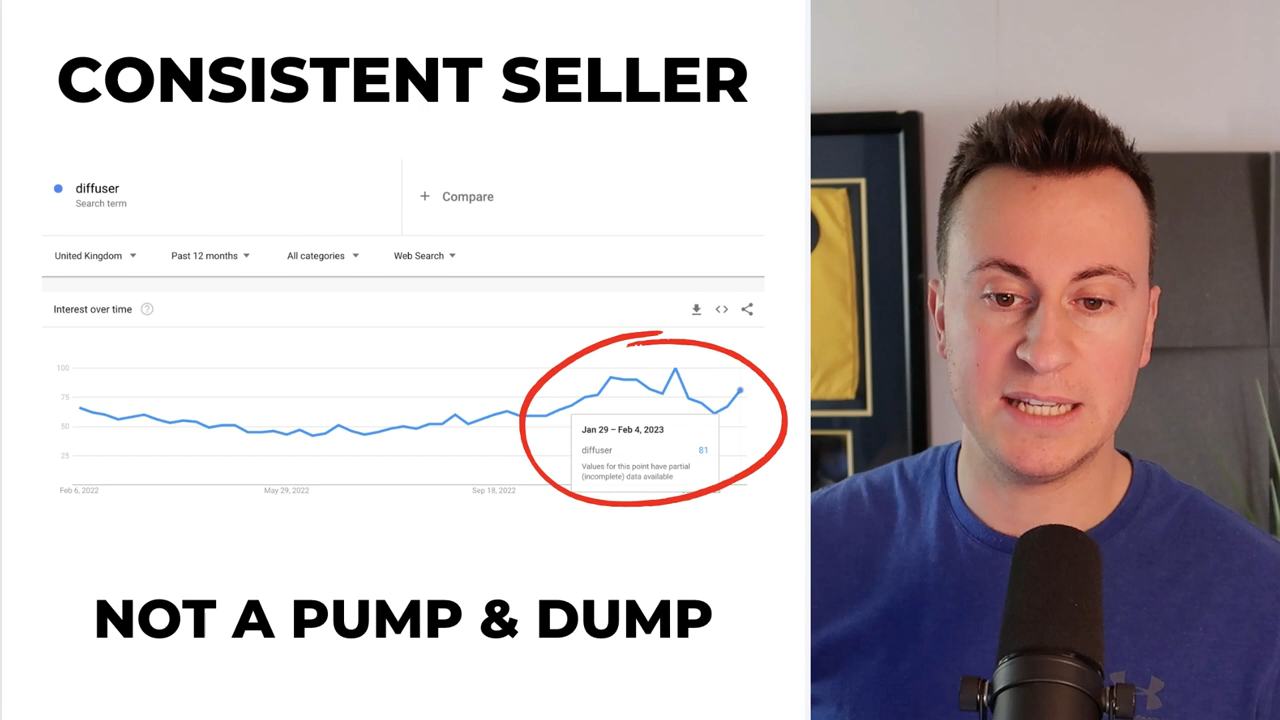 CONSISTENT SELLER
diffuser
Search term
+ Compare
United Kingdom
Past 12 months
All categories
Web Search
Interest over time
100
75
50
25
Jan 29 – Feb 4, 2023
diffuser 81
Values for this point have partial
(incomplete) data available
Feb 6, 2022
May 29, 2022
Sep 18, 2022
NOT A PUMP & DUMP